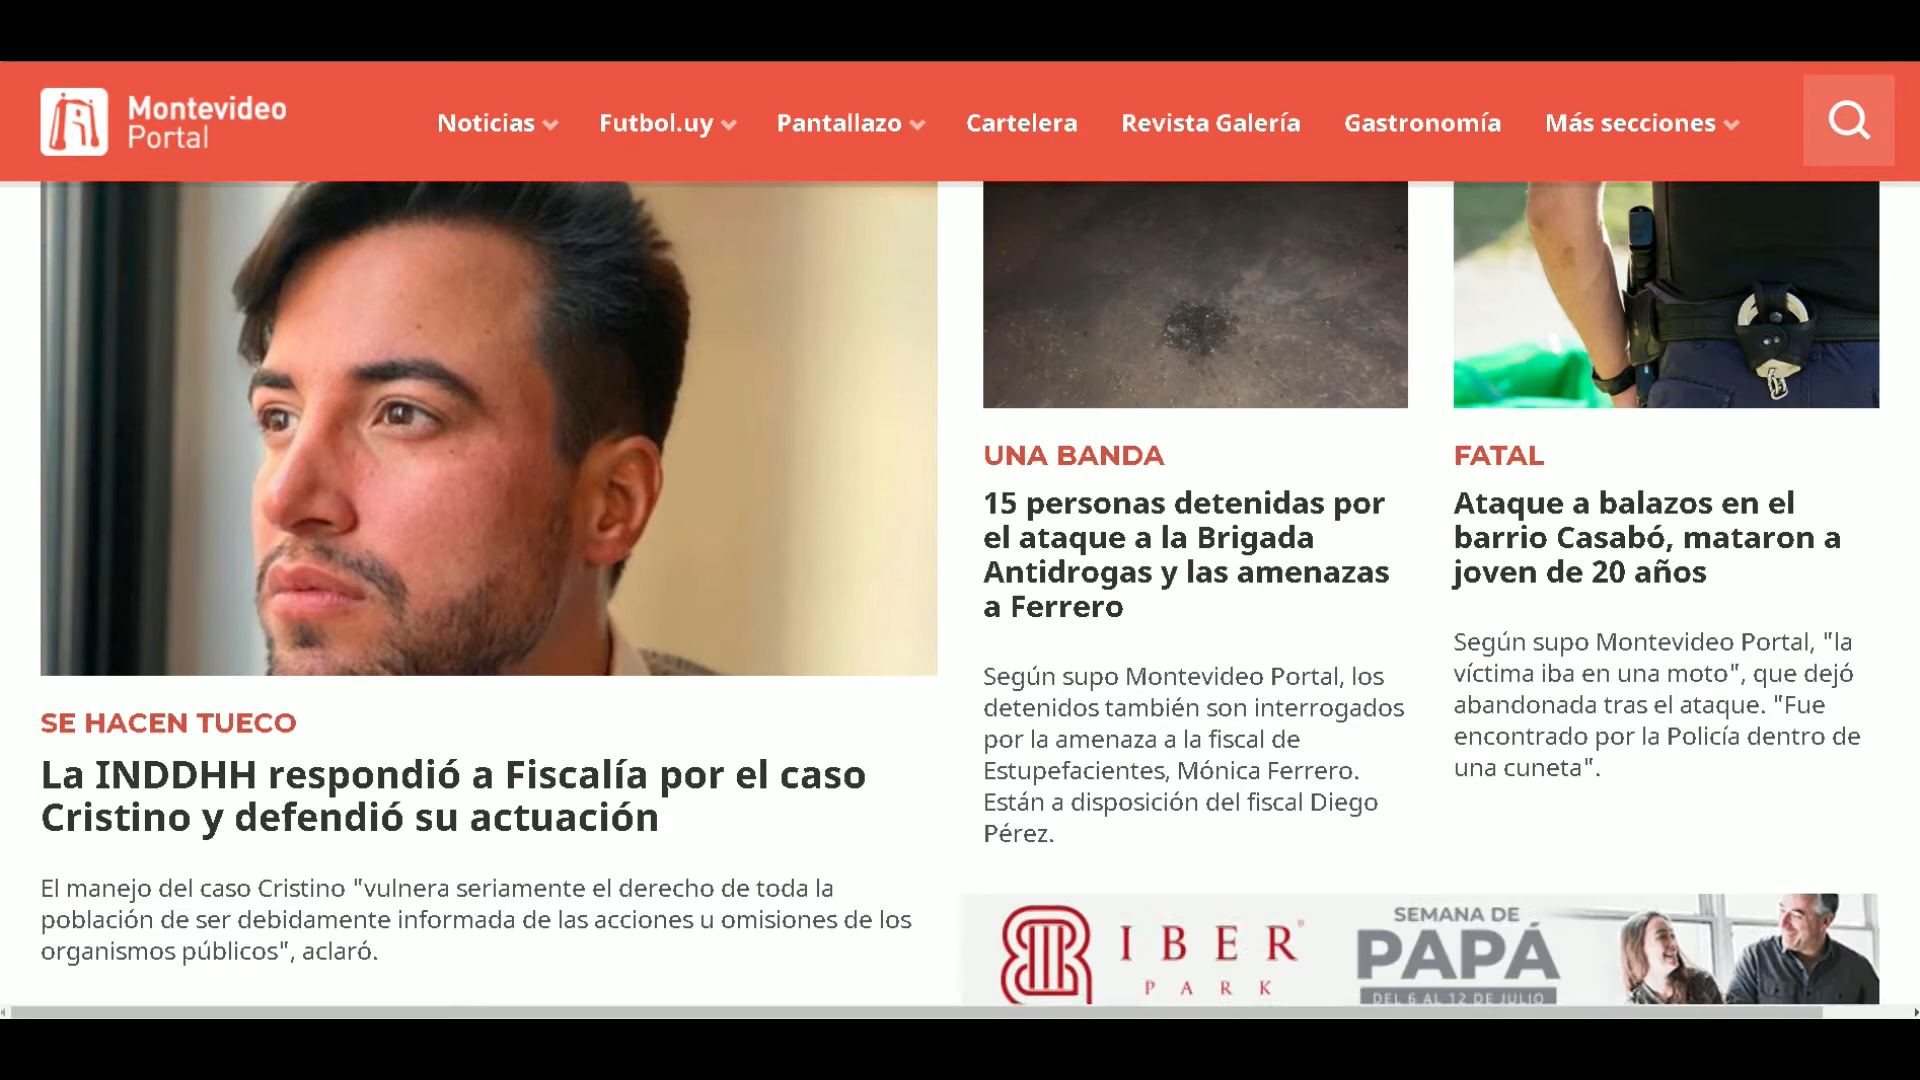 Montevideo
Portal
Noticias
Futbol.uy
Pantallazo
Cartelera
Revista Galería
Gastronomía
Más secciones
SE HACEN TUECO
La INDDHH respondió a Fiscalía por el caso
Cristino y defendió su actuación
El manejo del caso Cristino "vulnera seriamente el derecho de toda la
población de ser debidamente informada de las acciones u omisiones de los
organismos públicos", aclaró.
UNA BANDA
15 personas detenidas por
el ataque a la Brigada
Antidrogas y las amenazas
a Ferrero
Según supo Montevideo Portal, los
detenidos también son interrogados
por la amenaza a la fiscal de
Estupefacientes, Mónica Ferrero.
Están a disposición del fiscal Diego
Pérez.
FATAL
Ataque a balazos en el
barrio Casabó, mataron a
joven de 20 años
Según supo Montevideo Portal, "la
víctima iba en una moto", que dejó
abandonada tras el ataque. "Fue
encontrado por la Policía dentro de
una cuneta".
IBER
PARK
SEMANA DE
PAPÁ
DEL 6 AL 12 DE JULIO